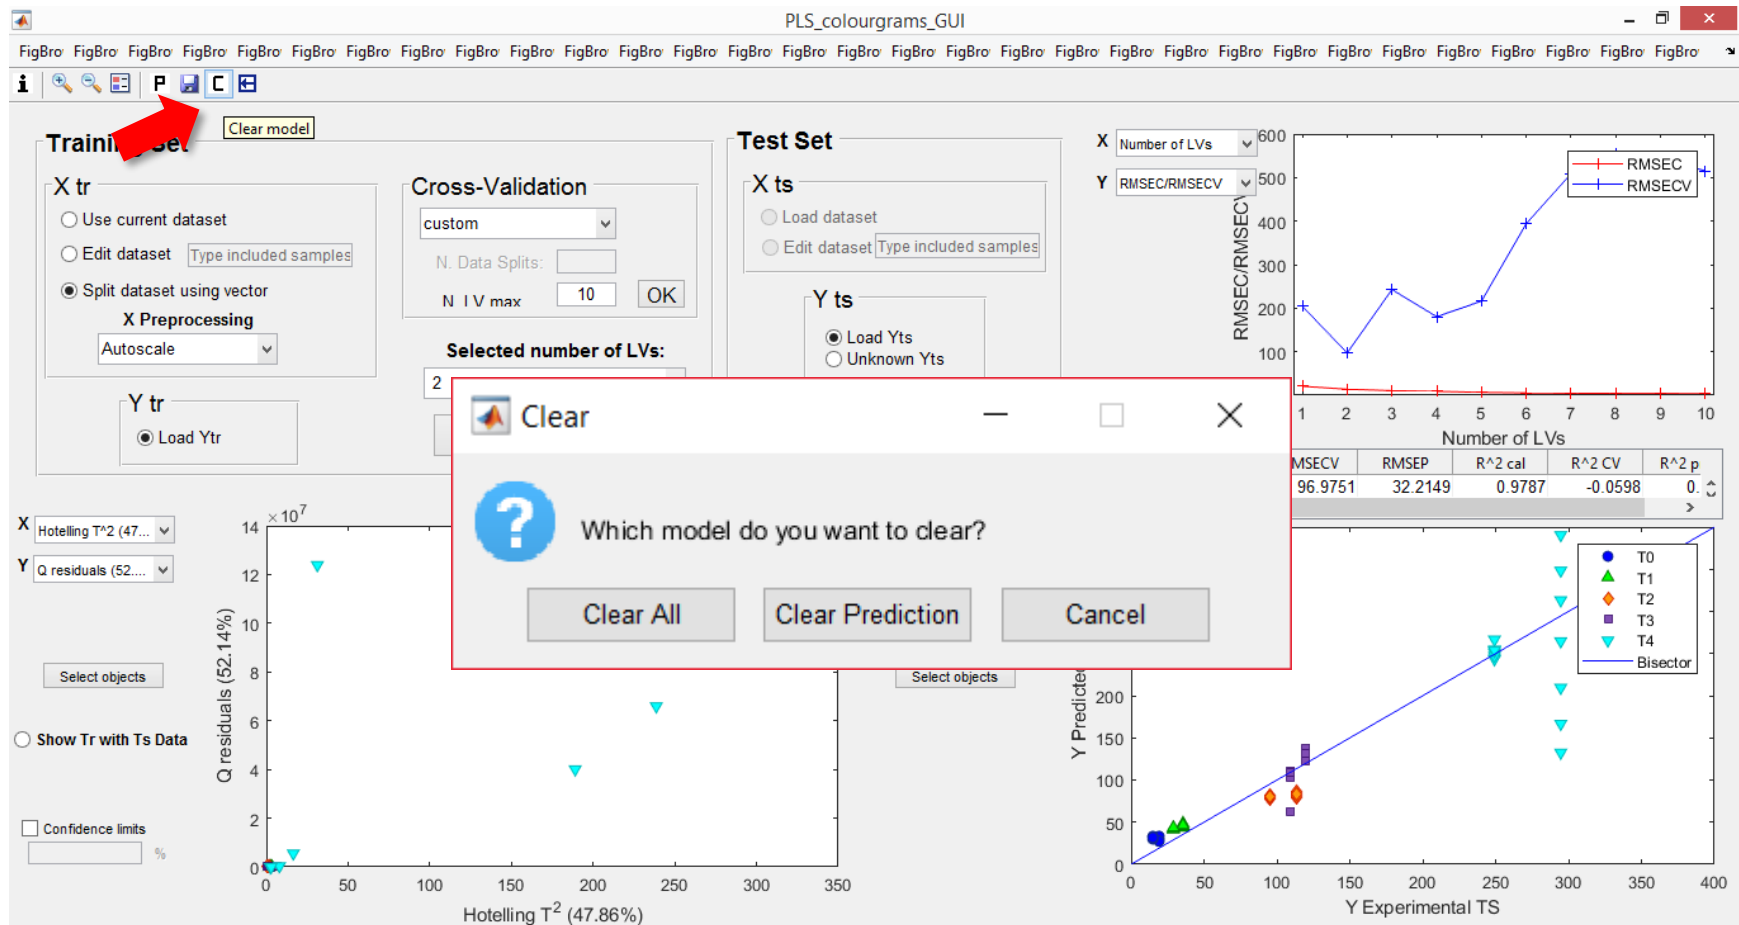 PLS_colourgrams_GUI
FigBro FigBro FigBro FigBro FigBro FigBro FigBro FigBro FigBro FigBro FigBro FigBro FigBro FigBro FigBro FigBro FigBro FigBro FigBro FigBro FigBro FigBro FigBro FigBro FigBro FigBro FigBro FigBro FigBro FigBro FigBro
i P C
Clear model
Set
X tr
Use current dataset
Edit dataset Type included samples
Split dataset using vector
X Preprocessing
Autoscale
Y tr
Load Ytr
Cross-Validation
custom
N. Data Splits:
N. LV max 10 OK
Selected number of LVs:
2
Test Set
X ts
Load dataset
Edit dataset Type included samples
Y ts
Load Yts
Unknown Yts
X Number of LVs
Y RMSEC/RMSECV
RMSEC/RMSECV
600
500
400
300
200
100
RMSEC
RMSECV
1 2 3 4 5 6 7 8 9 10
Number of LVs
MSECV RMSEP R^2 cal R^2 CV R^2 p
96.9751 32.2149 0.9787 -0.0598 0.
Clear
Which model do you want to clear?
Clear All Clear Prediction Cancel
X Hotelling T^2 (47...
Y Q residuals (52....
Select objects
Show Tr with Ts Data
Confidence limits
%
×10^7
14
12
10
8
6
4
2
0
Q residuals (52.14%)
0 50 100 150 200 250 300 350
Hotelling T^2 (47.86%)
Select objects
Y Predicted
200
150
100
50
0
T0
T1
T2
T3
T4
Bisector
0 50 100 150 200 250 300 350 400
Y Experimental TS